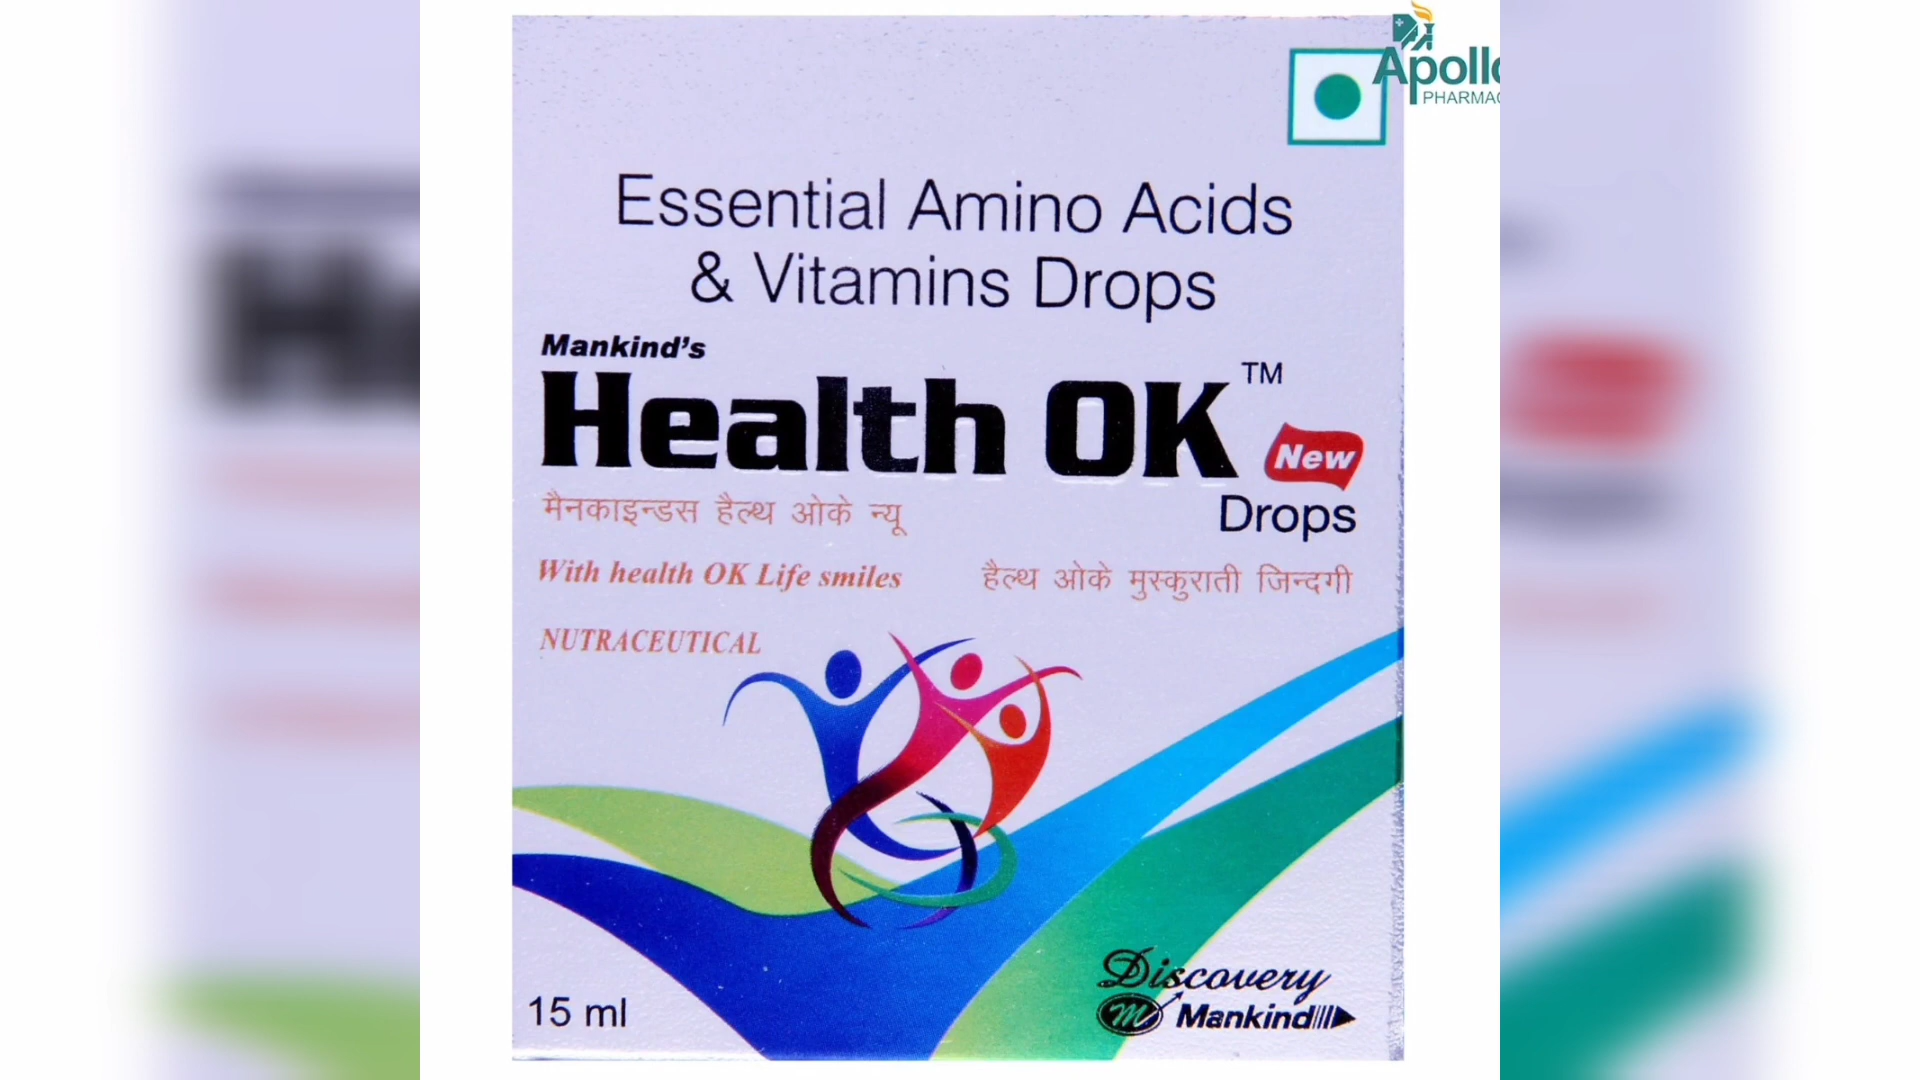 Apollo
PHARMAC
Essential Amino Acids
& Vitamins Drops
Mankind's
Health OK™
New
Drops
मैनकाइन्डस हैल्थ ओके न्यू
With health OK Life smiles
हैल्थ ओके मुस्कुराती जिन्दगी
NUTRACEUTICAL
15 ml
Discovery
m Mankind